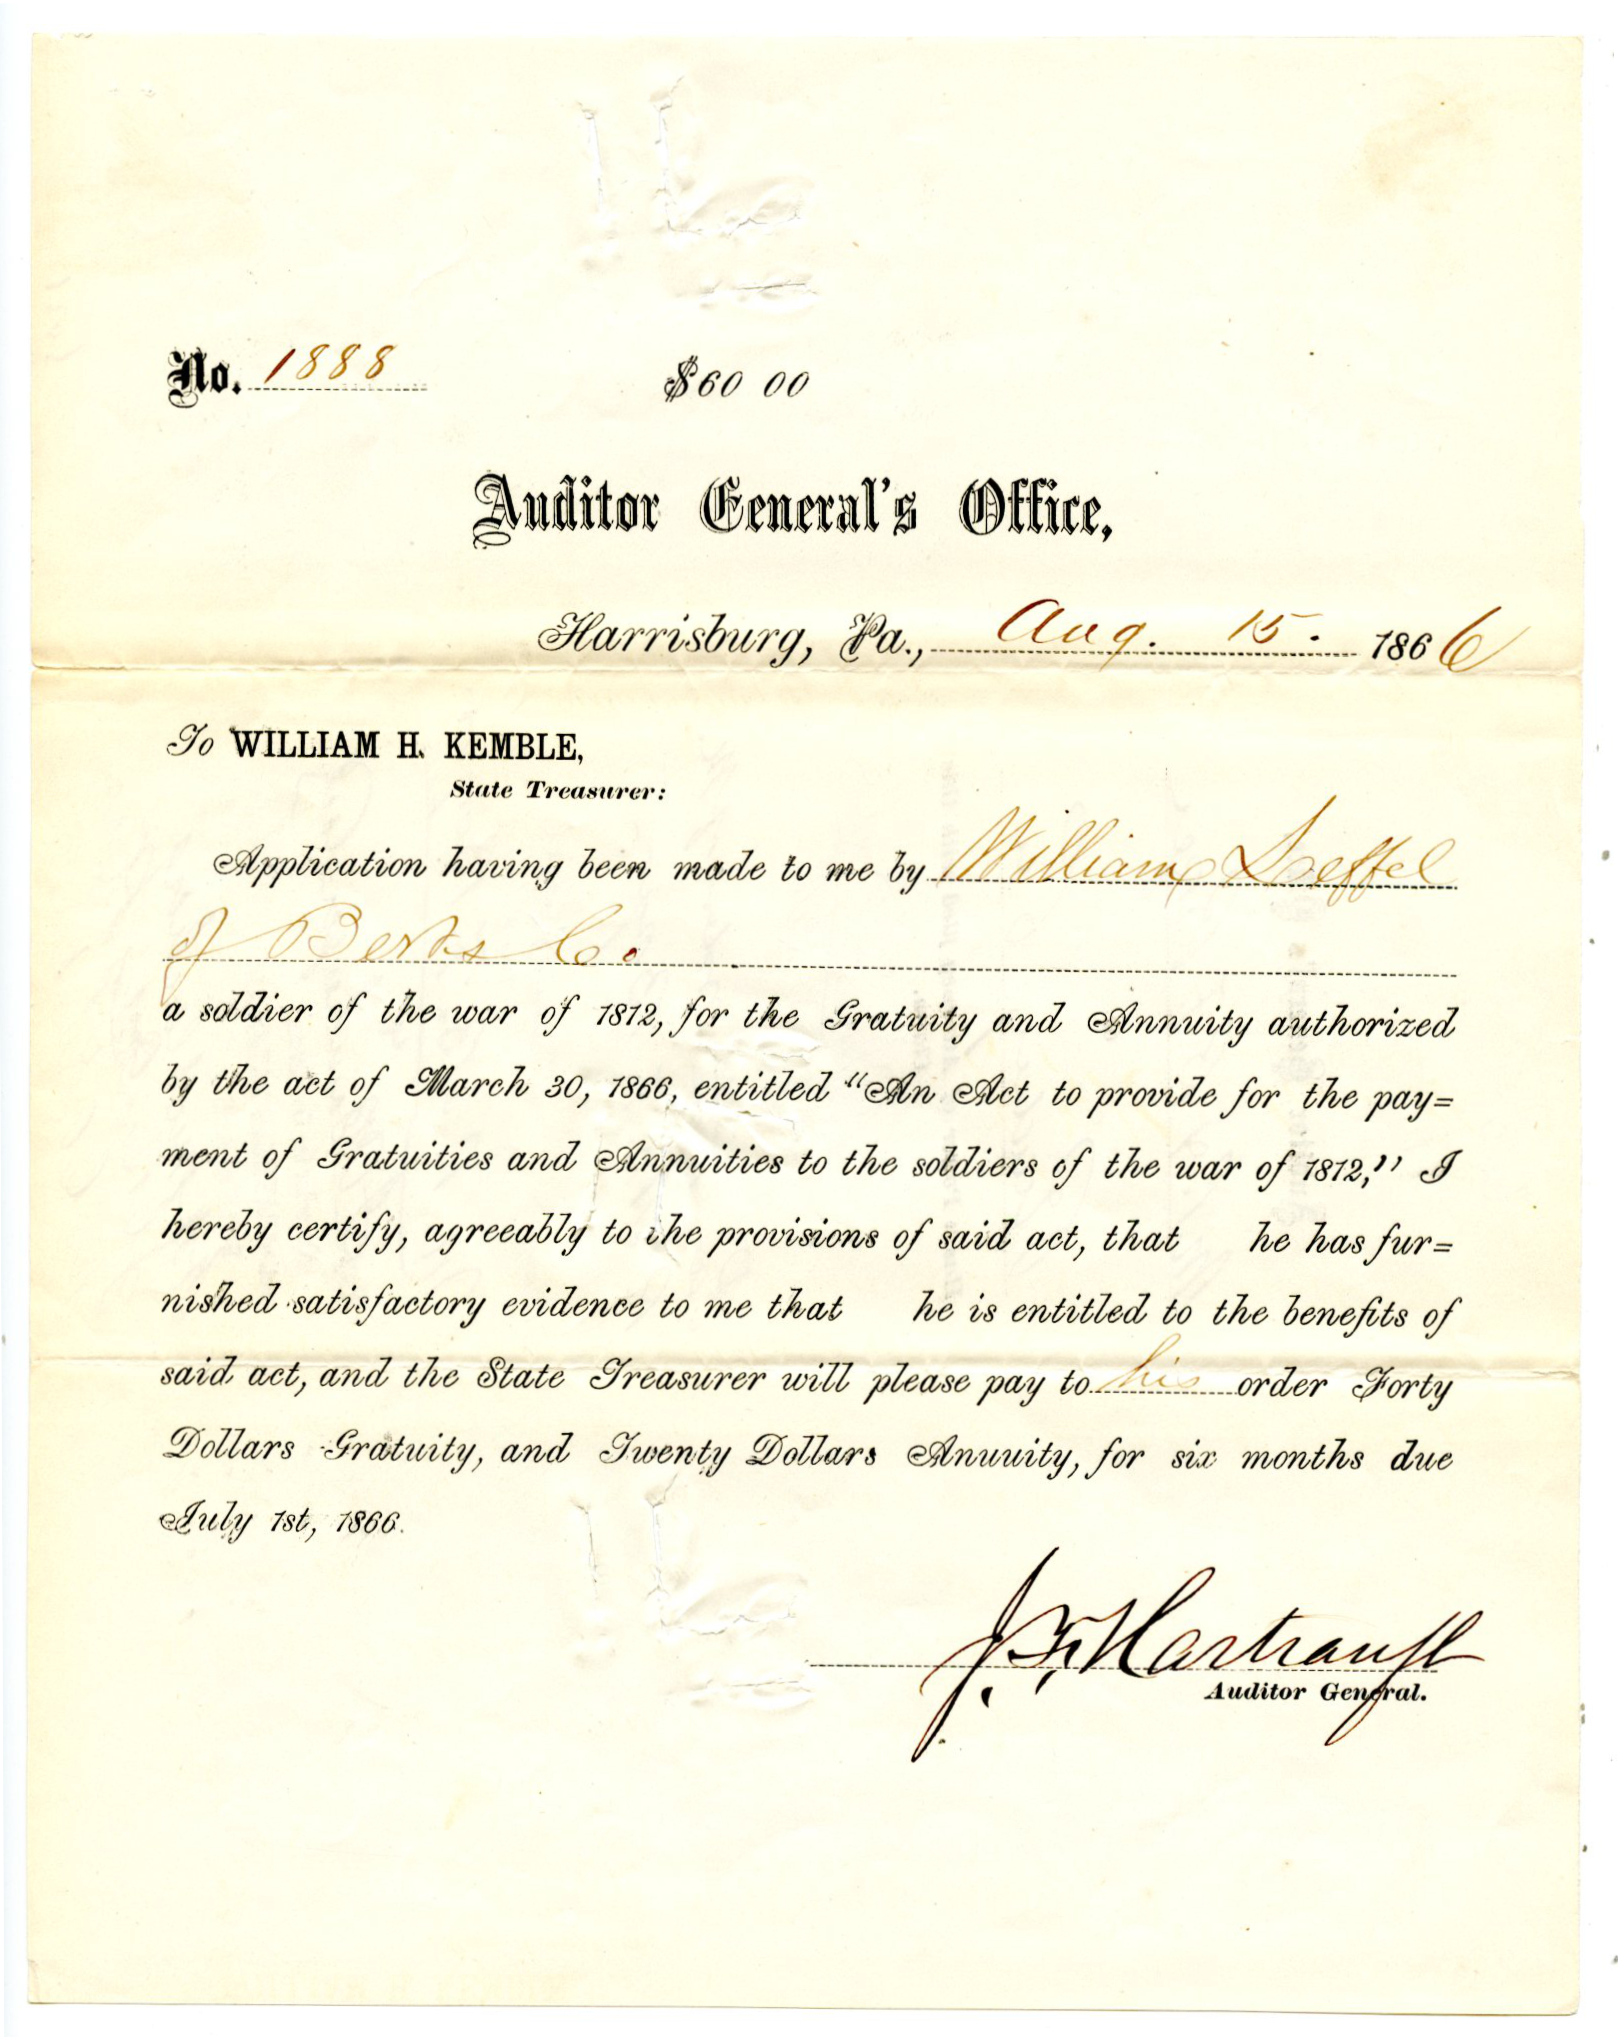 No. 1888 $60 00
Auditor General's Office,
Harrisburg, Pa., Aug. 15. 1866
To WILLIAM H. KEMBLE,
State Treasurer:
Application having been made to me by William
of Berks Co.
a soldier of the war of 1812, for the Gratuity and Annuity authorized
by the act of March 30, 1866, entitled "An Act to provide for the pay=
ment of Gratuities and Annuities to the soldiers of the war of 1812," I
hereby certify, agreeably to the provisions of said act, that he has fur=
nished satisfactory evidence to me that he is entitled to the benefits of
said act, and the State Treasurer will please pay to his order Forty
Dollars Gratuity, and Twenty Dollars Anuuity, for six months due
July 1st, 1866.
J. F. Hartranft
Auditor General.